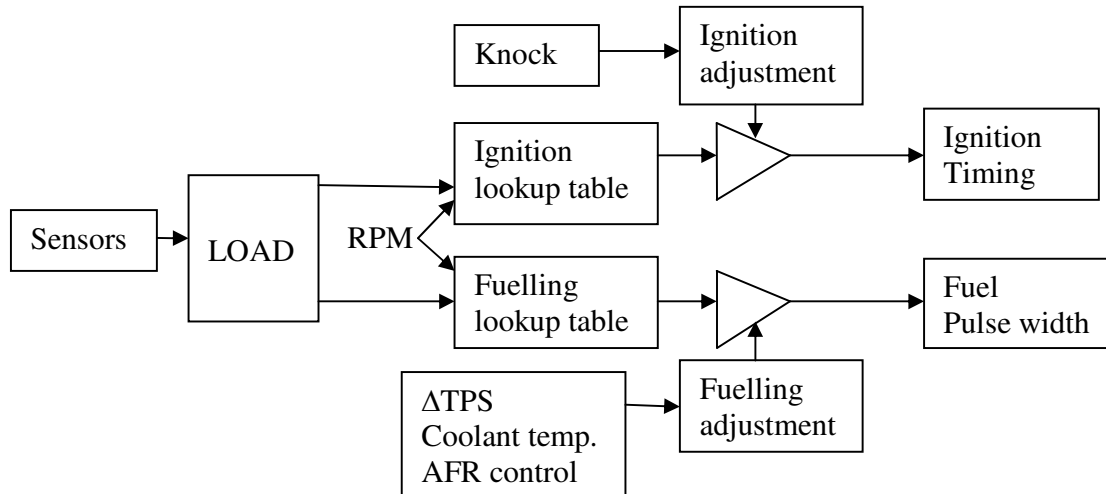 Knock
Ignition
adjustment
Ignition
lookup table
Ignition
Timing
Sensors
LOAD
RPM
Fuelling
lookup table
Fuel
Pulse width
ΔTPS
Coolant temp.
AFR control
Fuelling
adjustment